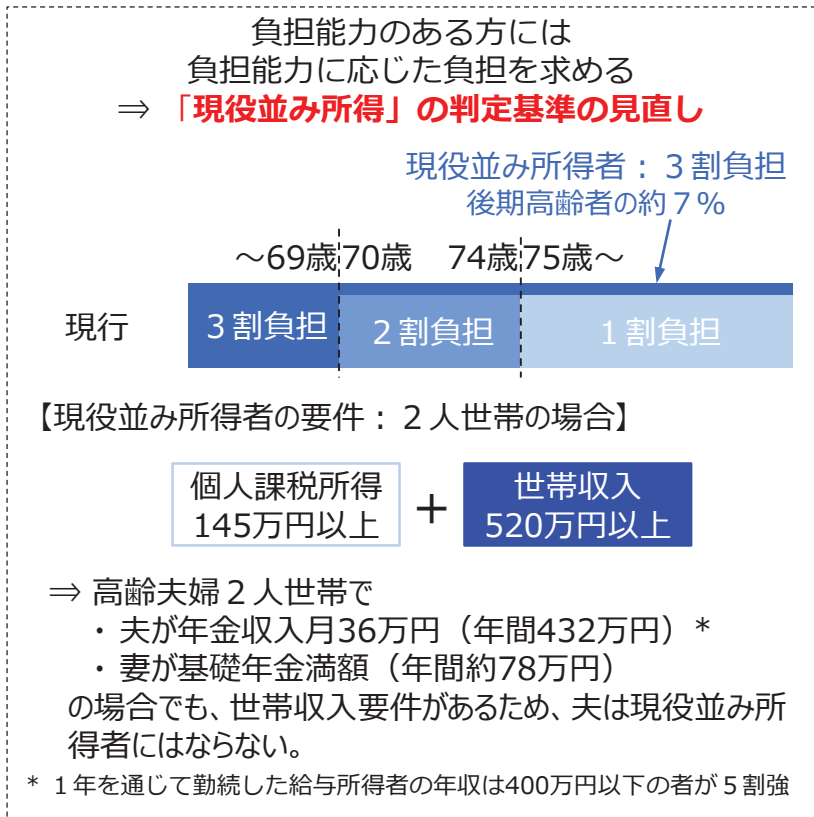 負担能力のある方には
負担能力に応じた負担を求める
⇒ 「現役並み所得」の判定基準の見直し
現役並み所得者：３割負担
後期高齢者の約７%
～69歳 70歳 74歳 75歳～
現行 ３割負担 ２割負担 １割負担
【現役並み所得者の要件：２人世帯の場合】
個人課税所得
145万円以上
＋
世帯収入
520万円以上
⇒ 高齢夫婦２人世帯で
・ 夫が年金収入月36万円（年間432万円）*
・ 妻が基礎年金満額（年間約78万円）
の場合でも、世帯収入要件があるため、夫は現役並み所
得者にはならない。
* １年を通じて勤続した給与所得者の年収は400万円以下の者が５割強